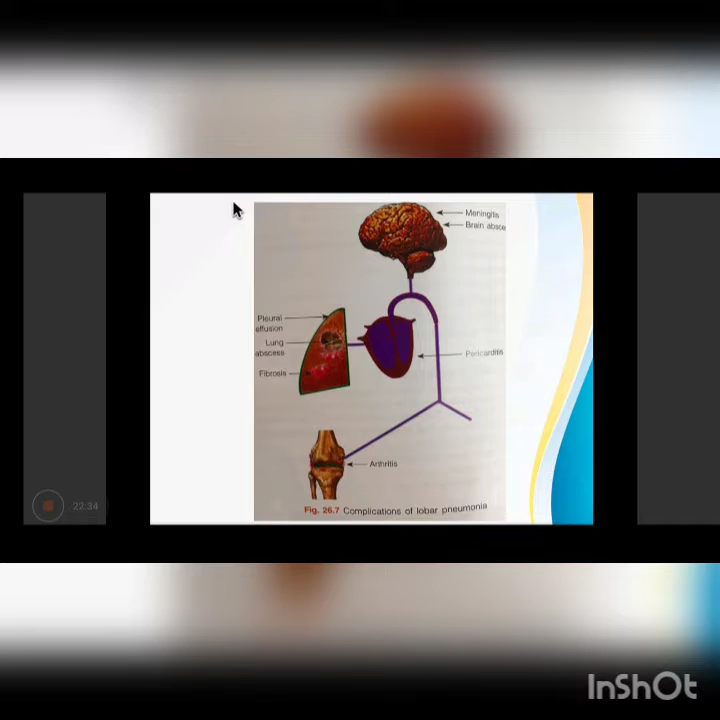 Meningitis
Brain absce
Pleural
effusion
Lung
abscess
Fibrosis
Pericarditis
Arthritis
Fig. 26.7 Complications of lobar pneumonia
22:34
InShOt